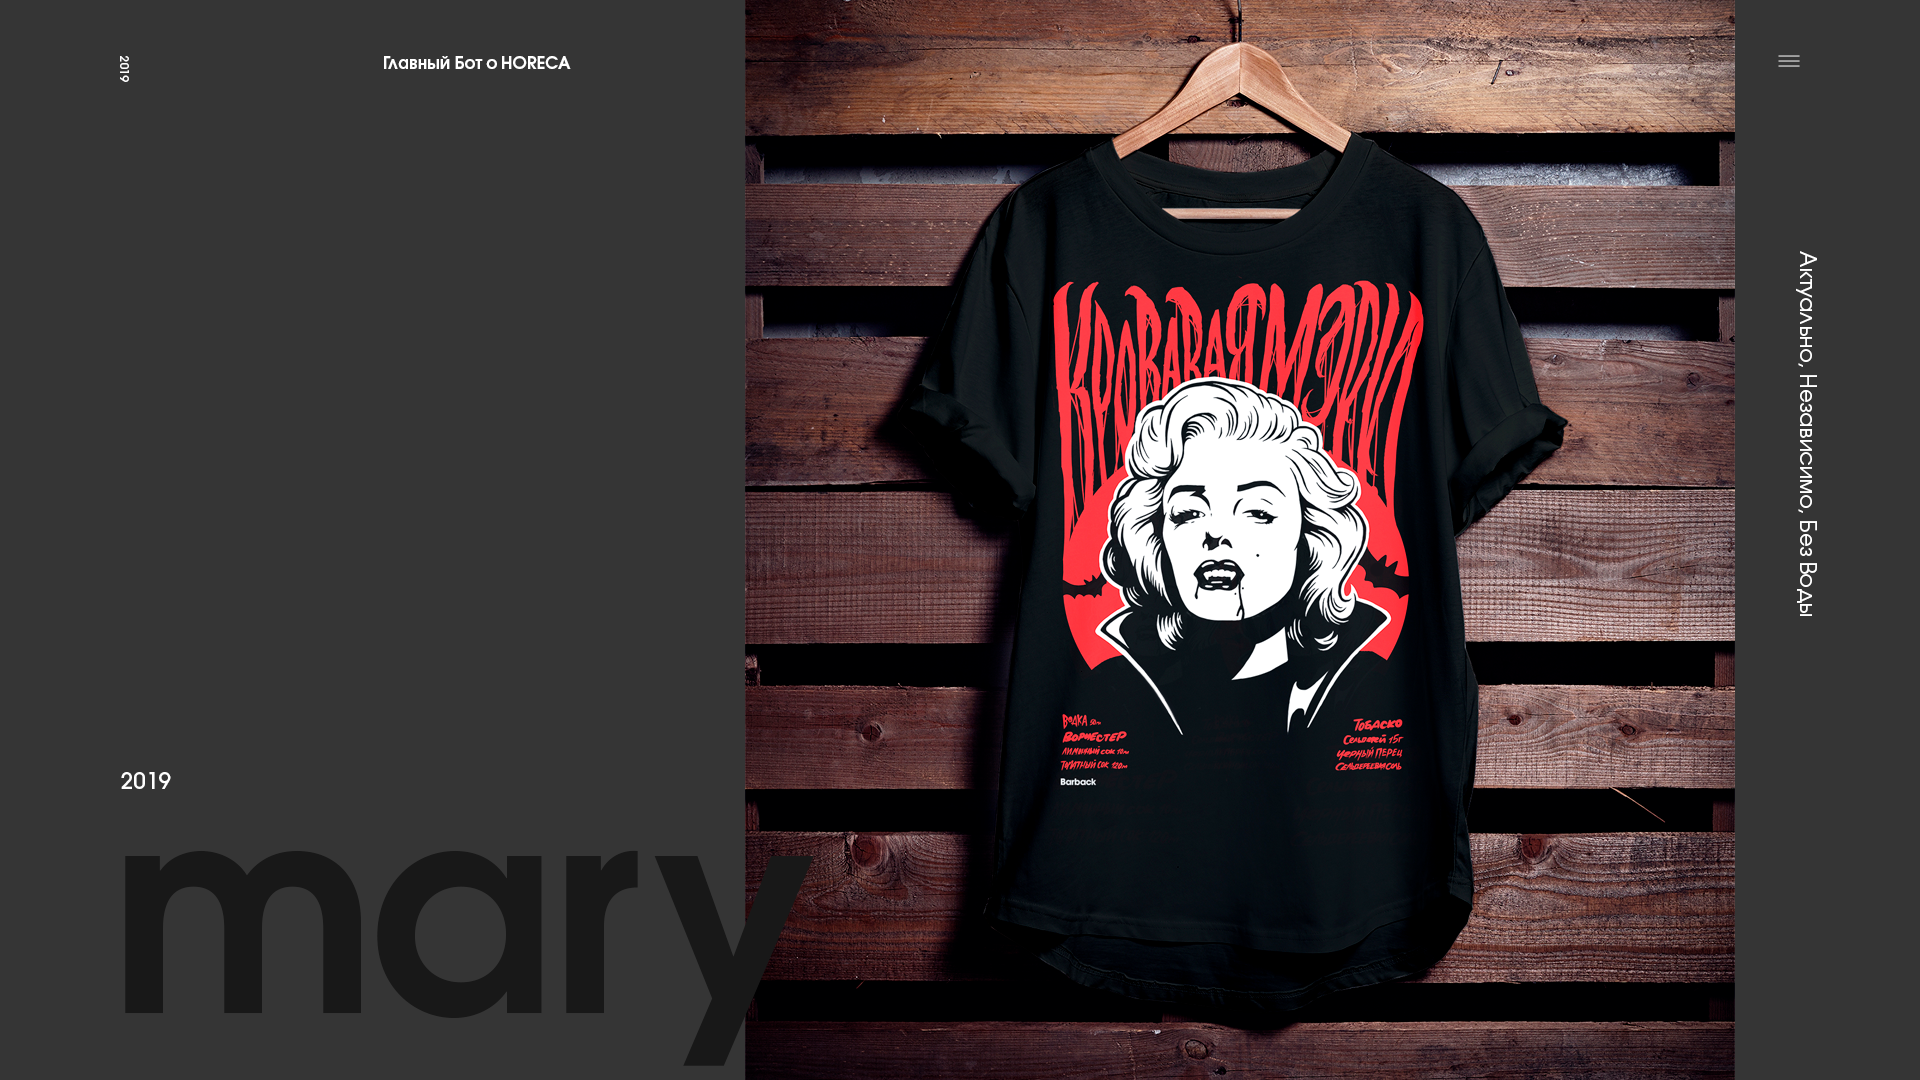 2019
Главный Бот о HORECA
Актуально, Независимо, Без Воды
КРОВАВАЯ МЭРИ
ВОДКА 50мл
ВОРЧЕСТЕР
ЛИМОННЫЙ СОК 10мл
ТОМАТНЫЙ СОК 120мл
Barback
ТОБАСКО
СЕЛЬДЕРЕЙ 15г
ЧЕРНЫЙ ПЕРЕЦ
СЕЛЬДЕРЕЕВАЯ СОЛЬ
2019
mary